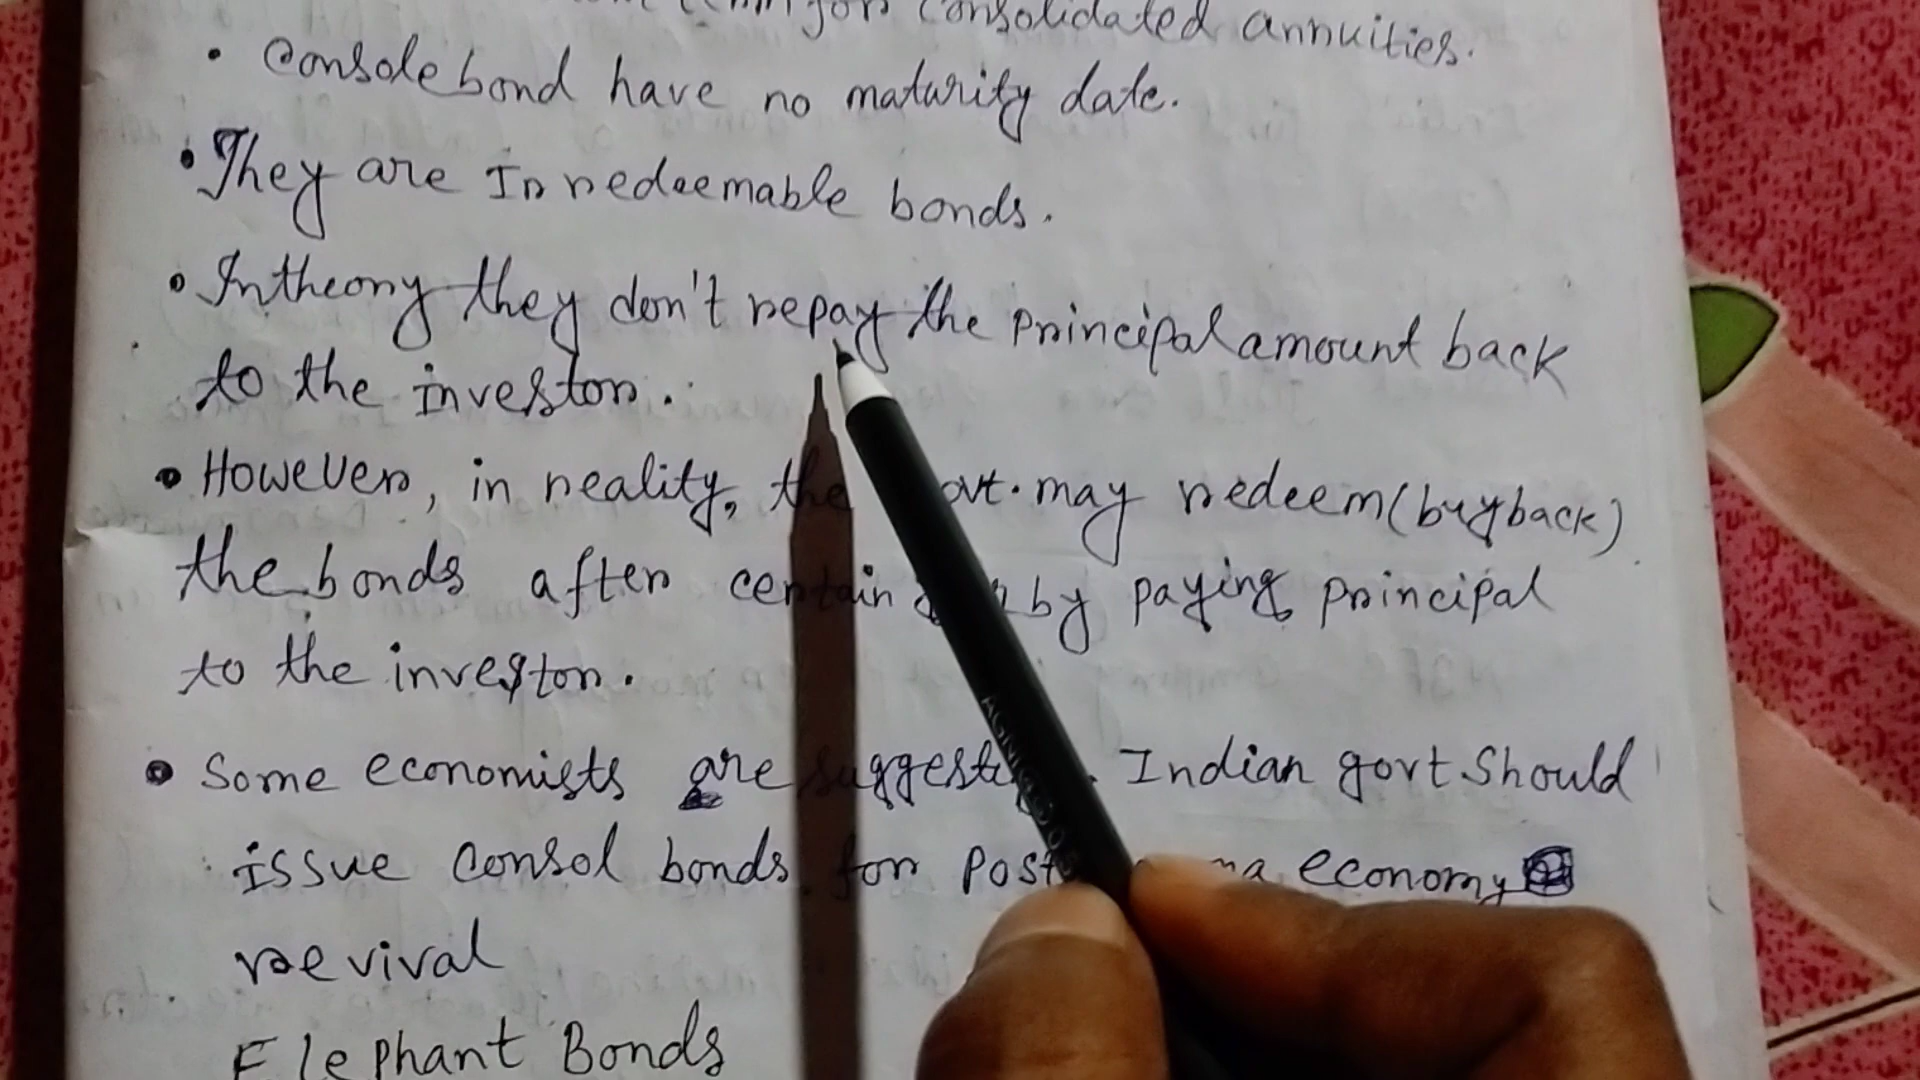 for consolidated annuities.
• Console bond have no maturity date.
• They are Irredeemable bonds.
• In theory they don't repay the principal amount back
to the investor.
• However, in reality, the may redeem (buyback)
the bonds after certain by paying principal
to the investor.
• Some economists are Indian govt should
issue Consol bonds for Post economy
revival
Elephant Bonds